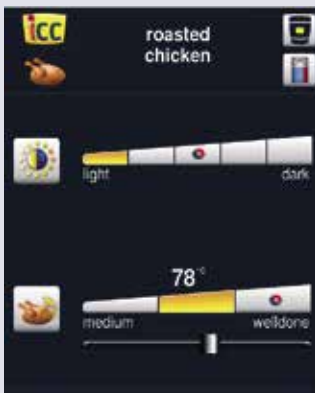 icc
roasted
chicken
light dark
78°
medium welldone